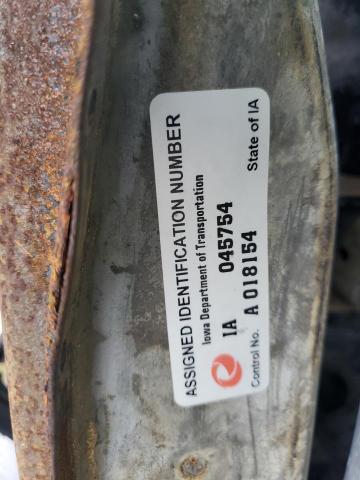 ASSIGNED IDENTIFICATION NUMBER
Iowa Department of Transportation
IA 045754
Control No. A 018154 State of IA